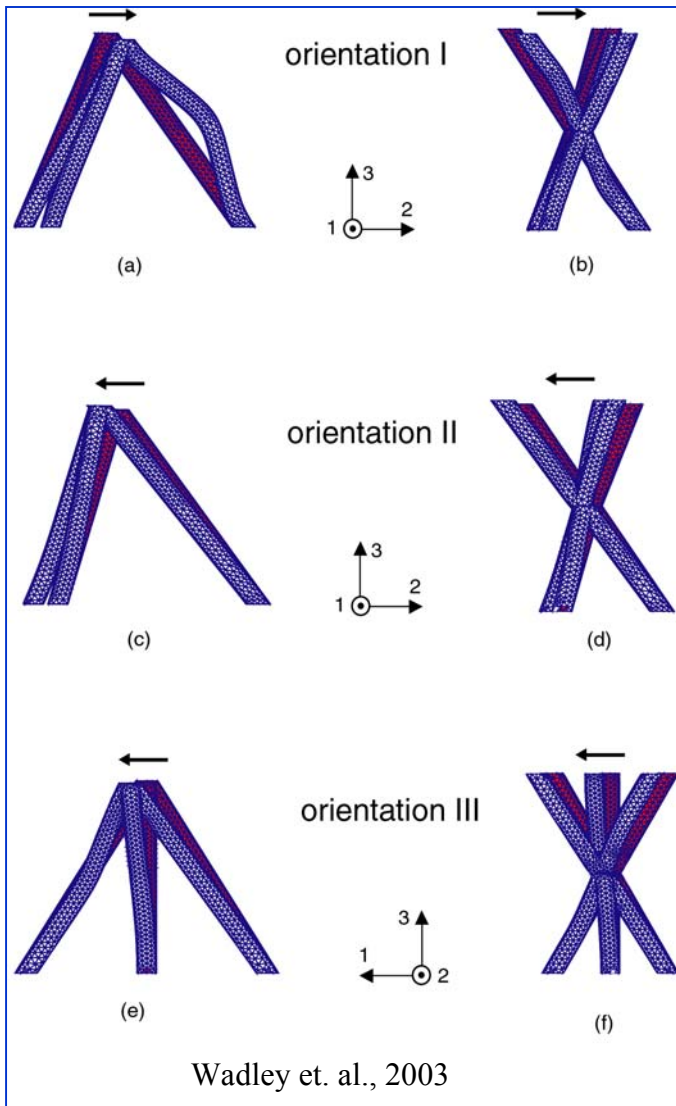 orientation I
3
2
1
(a)
(b)
orientation II
3
2
1
(c)
(d)
orientation III
3
1
2
(e)
(f)
Wadley et. al., 2003